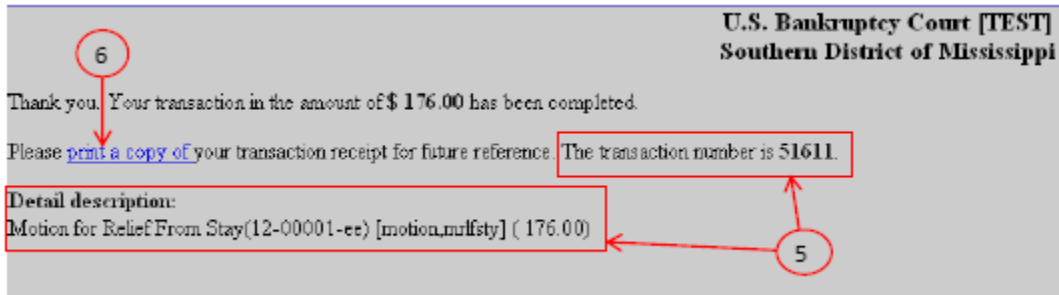 U.S. Bankruptcy Court [TEST]
Southern District of Mississippi
6
Thank you. Your transaction in the amount of $ 176.00 has been completed.
Please print a copy of your transaction receipt for future reference. The transaction number is 51611.
Detail description:
Motion for Relief From Stay(12-00001-ee) [motion,mrlfsty] ( 176.00)
5